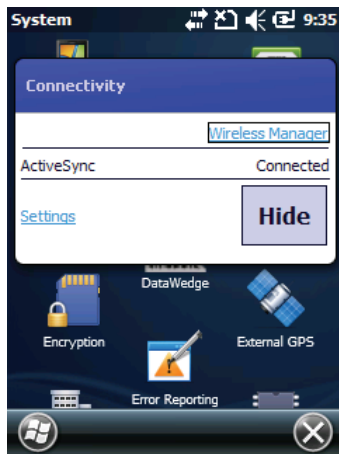 System 9:35
Connectivity
Wireless Manager
ActiveSync Connected
Settings Hide
DataWedge
Encryption External GPS
Error Reporting